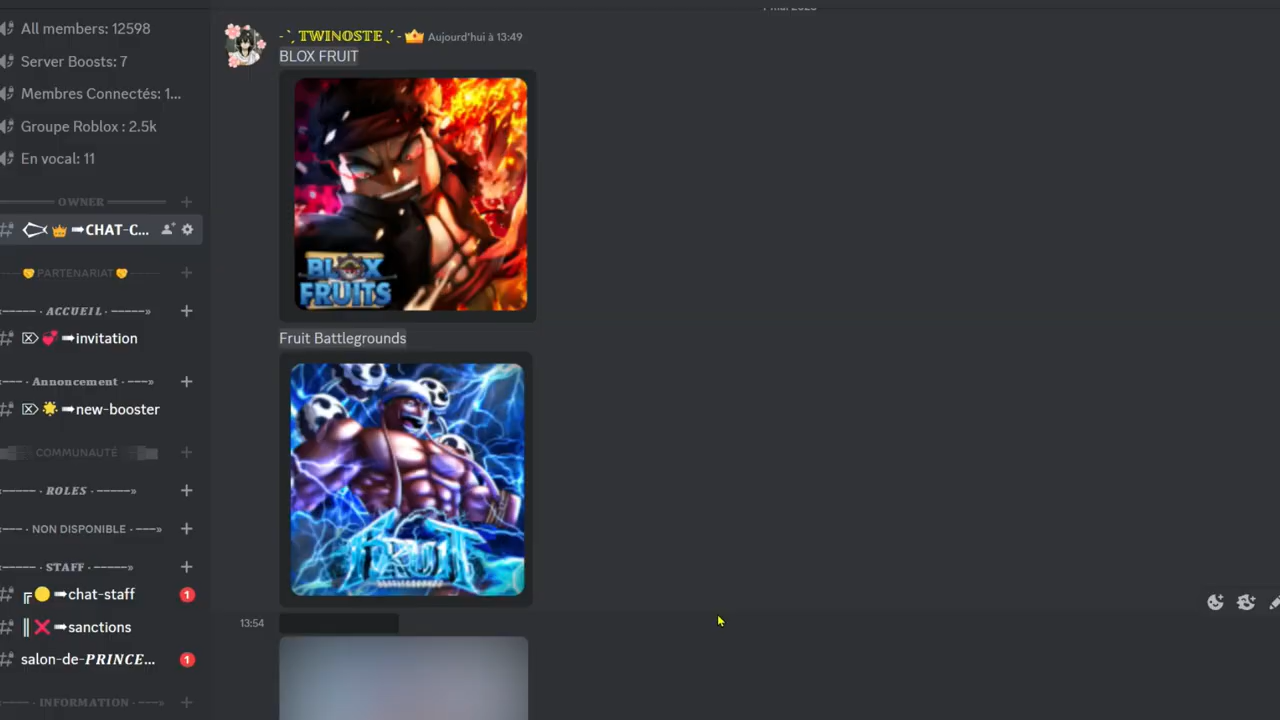 All members: 12598
Server Boosts: 7
Membres Connectés: 1...
Groupe Roblox : 2.5k
En vocal: 11
OWNER
➡CHAT-C...
PARTENARIAT
ACCUEIL
➡invitation
Annoncement
➡new-booster
COMMUNAUTÉ
ROLES
NON DISPONIBLE
STAFF
➡chat-staff 1
➡sanctions
salon-de-PRINCE... 1
INFORMATION
- ˋˏ TWINOSTE ˎˊ - Aujourd'hui à 13:49
BLOX FRUIT
BLOX
FRUITS
Fruit Battlegrounds
FRUIT
13:54